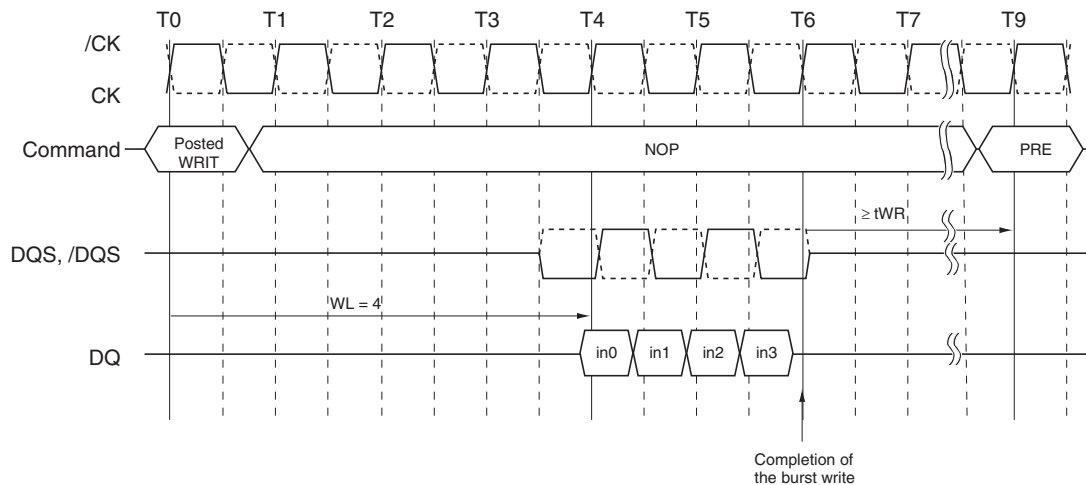 T0 T1 T2 T3 T4 T5 T6 T7 T9
/CK
CK
Command
Posted
WRIT
NOP
PRE
≥ tWR
DQS, /DQS
WL = 4
DQ
in0 in1 in2 in3
Completion of
the burst write